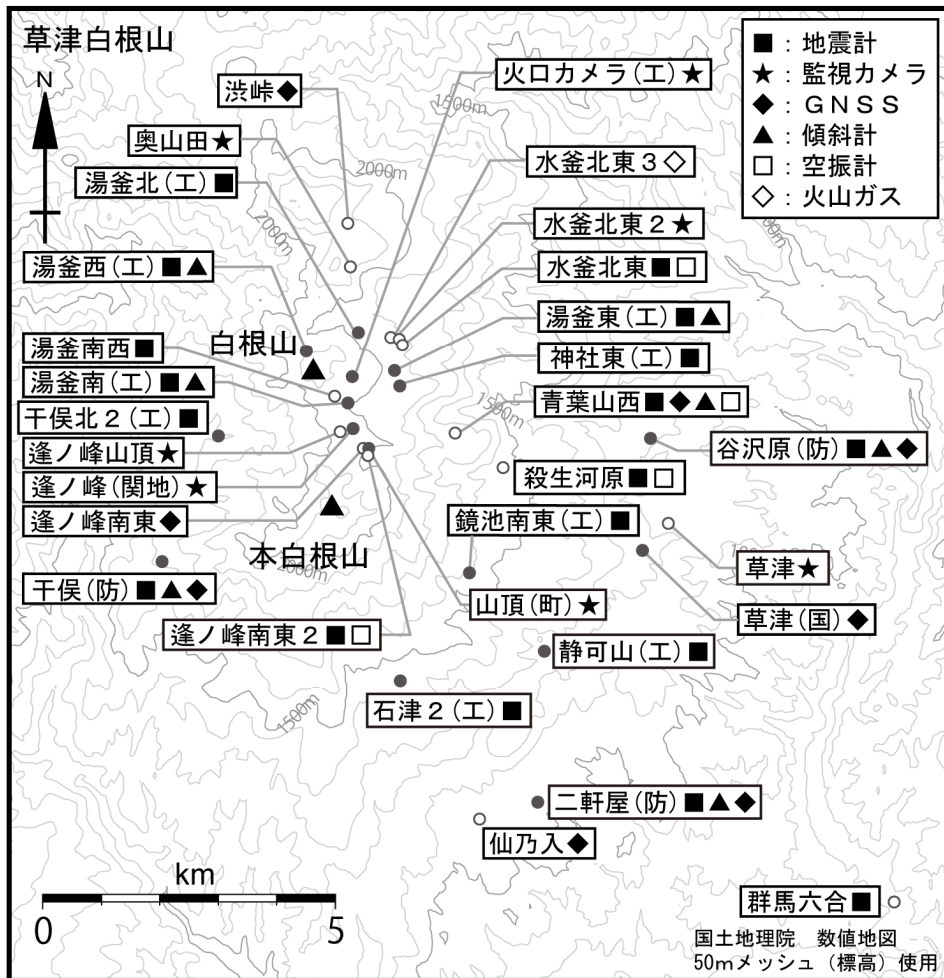 草津白根山
N
■：地震計
★：監視カメラ
◆：ＧＮＳＳ
▲：傾斜計
□：空振計
◇：火山ガス
火口カメラ(工)★
渋峠◆
1500m
奥山田★
2000m
水釜北東３◇
湯釜北(工)■
水釜北東２★
2000m
湯釜西(工)■▲
水釜北東■□
湯釜東(工)■▲
白根山
湯釜南西■
神社東(工)■
湯釜南(工)■▲
青葉山西■◆▲□
1500m
干俣北２(工)■
谷沢原(防)■▲◆
逢ノ峰山頂★
殺生河原■□
逢ノ峰(関地)★
逢ノ峰南東◆
鏡池南東(工)■
本白根山
2000m
草津★
干俣(防)■▲◆
山頂(町)★
草津(国)◆
逢ノ峰南東２■□
静可山(工)■
石津２(工)■
1500m
二軒屋(防)■▲◆
仙乃入◆
km
0
5
群馬六合■
国土地理院　数値地図
50mメッシュ（標高）使用